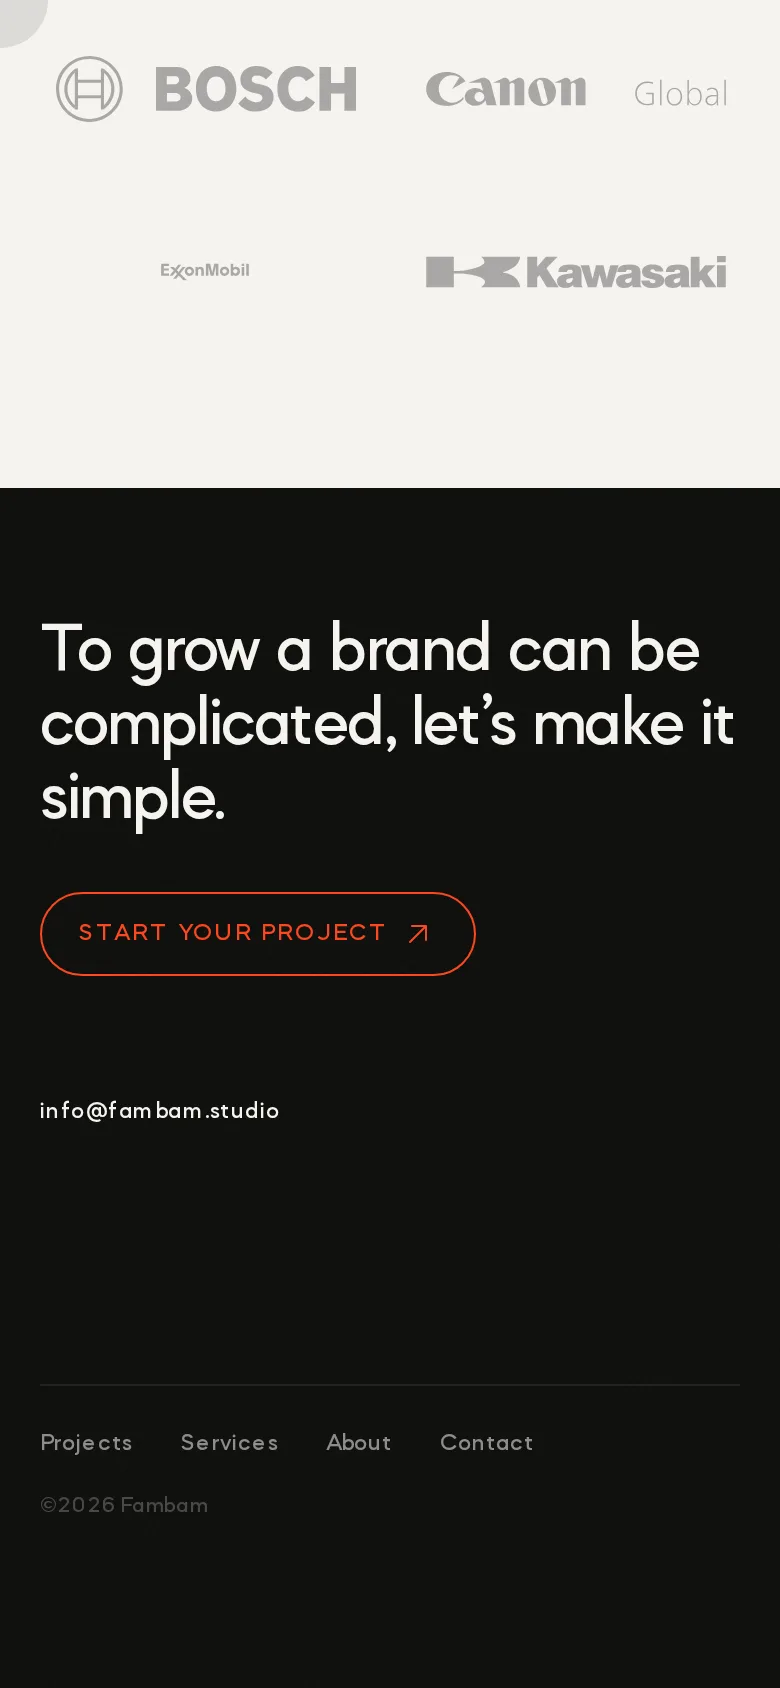 BOSCH
Canon Global
ExxonMobil
Kawasaki
To grow a brand can be
complicated, let’s make it
simple.
START YOUR PROJECT
info@fambam.studio
Projects Services About Contact
©2026 Fambam